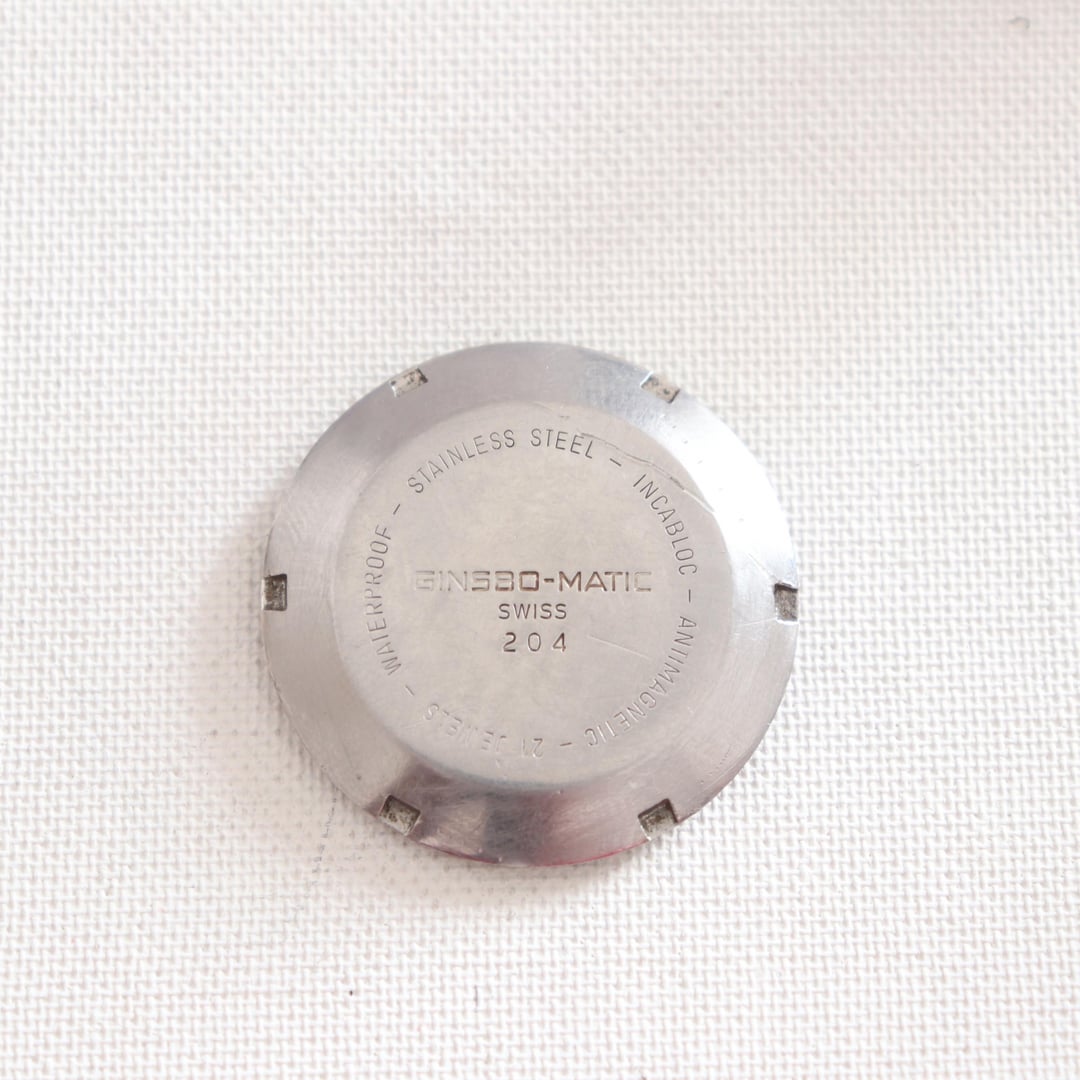 WATERPROOF - STAINLESS STEEL - INCABLOC - ANTIMAGNETIC - 21 JEWELS -
GINSBO-MATIC
SWISS
204